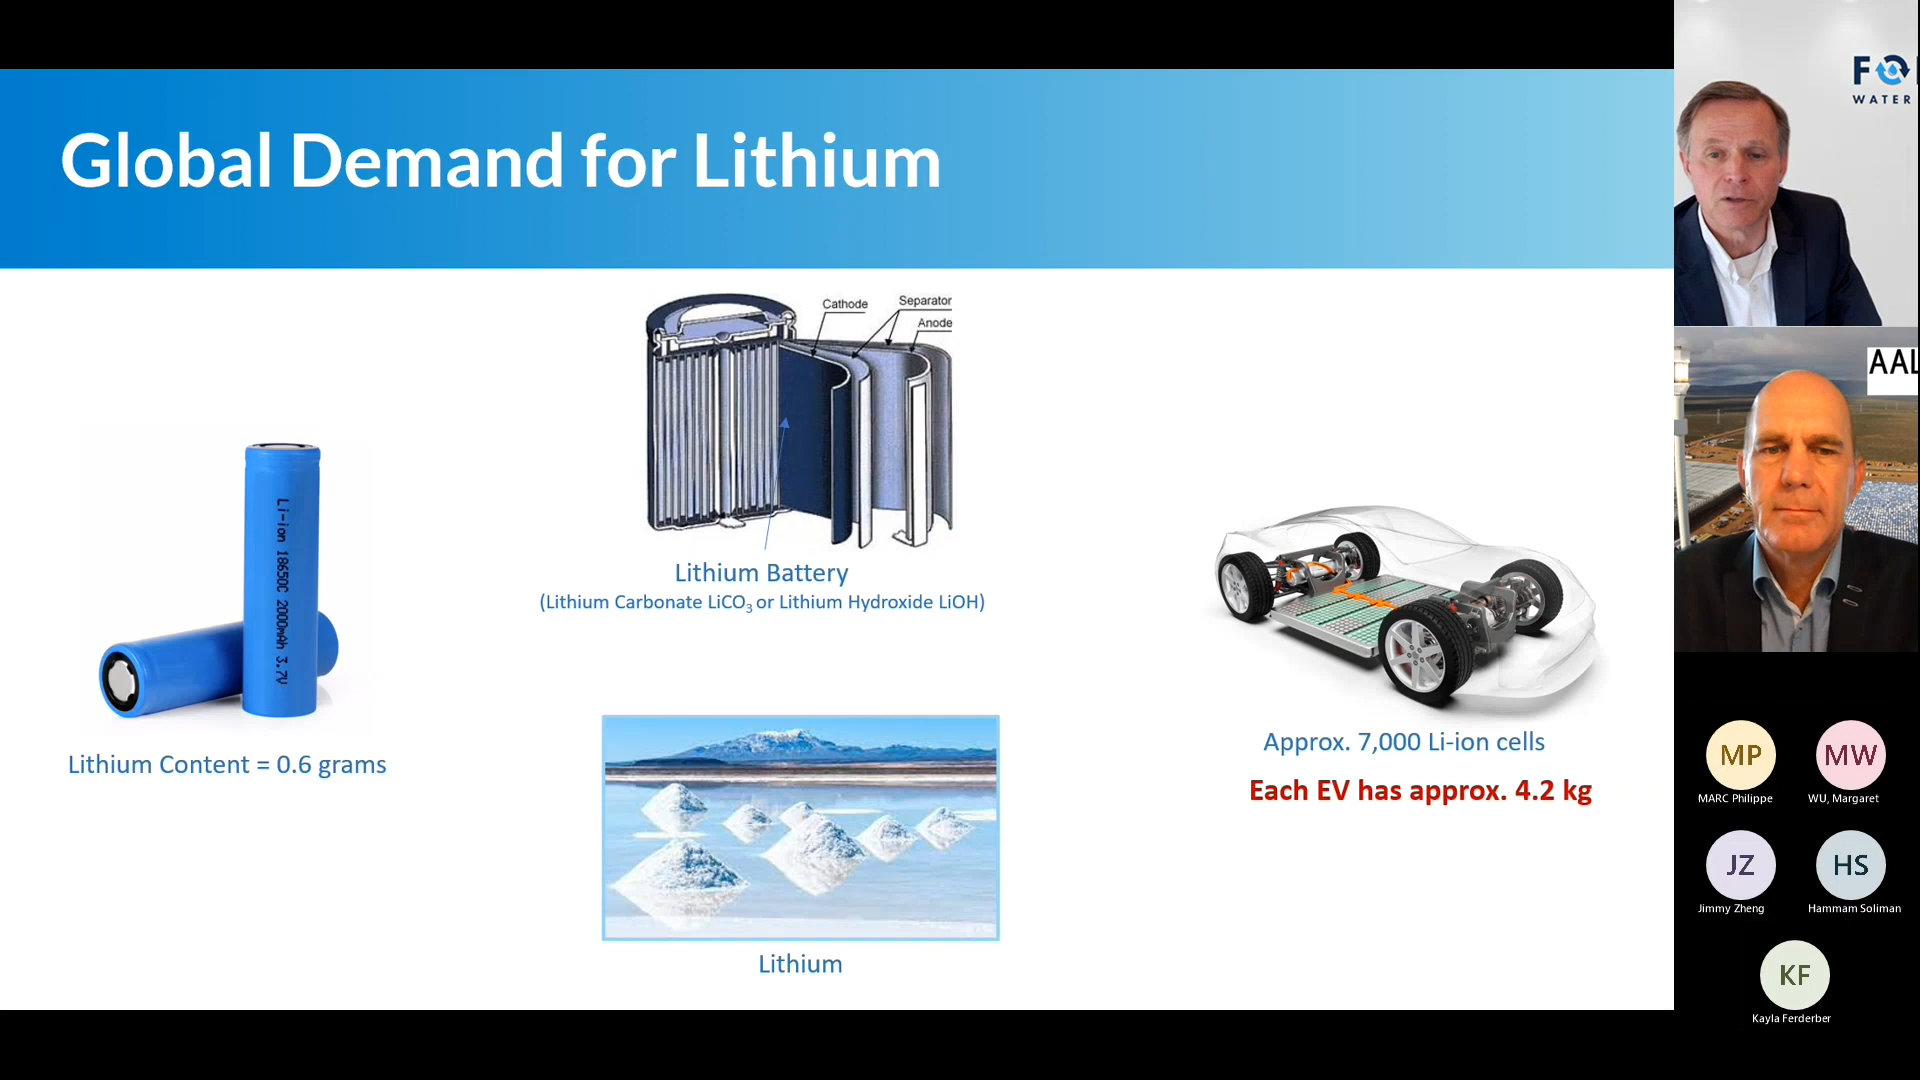 Global Demand for Lithium
Cathode
Separator
Anode
Li-ion 18650C 2000mAh 3.7V
Lithium Battery
(Lithium Carbonate LiCO₃ or Lithium Hydroxide LiOH)
Lithium Content = 0.6 grams
Approx. 7,000 Li-ion cells
Each EV has approx. 4.2 kg
Lithium
WATER
AAL
MP
MARC Philippe
MW
WU, Margaret
JZ
Jimmy Zheng
HS
Hammam Soliman
KF
Kayla Ferderber